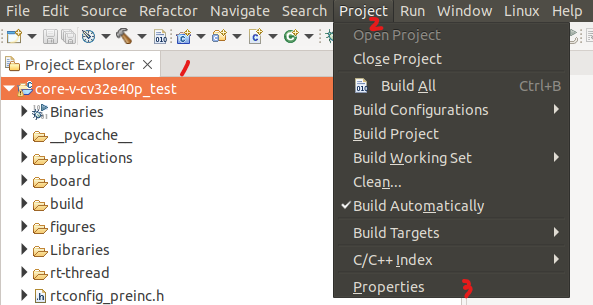 File Edit Source Refactor Navigate Search Project Run Window Linux Help
2
Project Explorer
1
core-v-cv32e40p_test
Binaries
__pycache__
applications
board
build
figures
Libraries
rt-thread
rtconfig_preinc.h
Open Project
Close Project
Build All Ctrl+B
Build Configurations
Build Project
Build Working Set
Clean...
Build Automatically
Build Targets
C/C++ Index
Properties 3